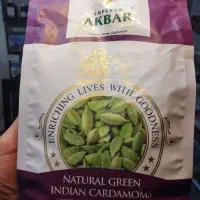 EMPEROR
AKBAR
ENRICHING LIVES WITH GOODNESS
NATURAL GREEN
INDIAN CARDAMOMS